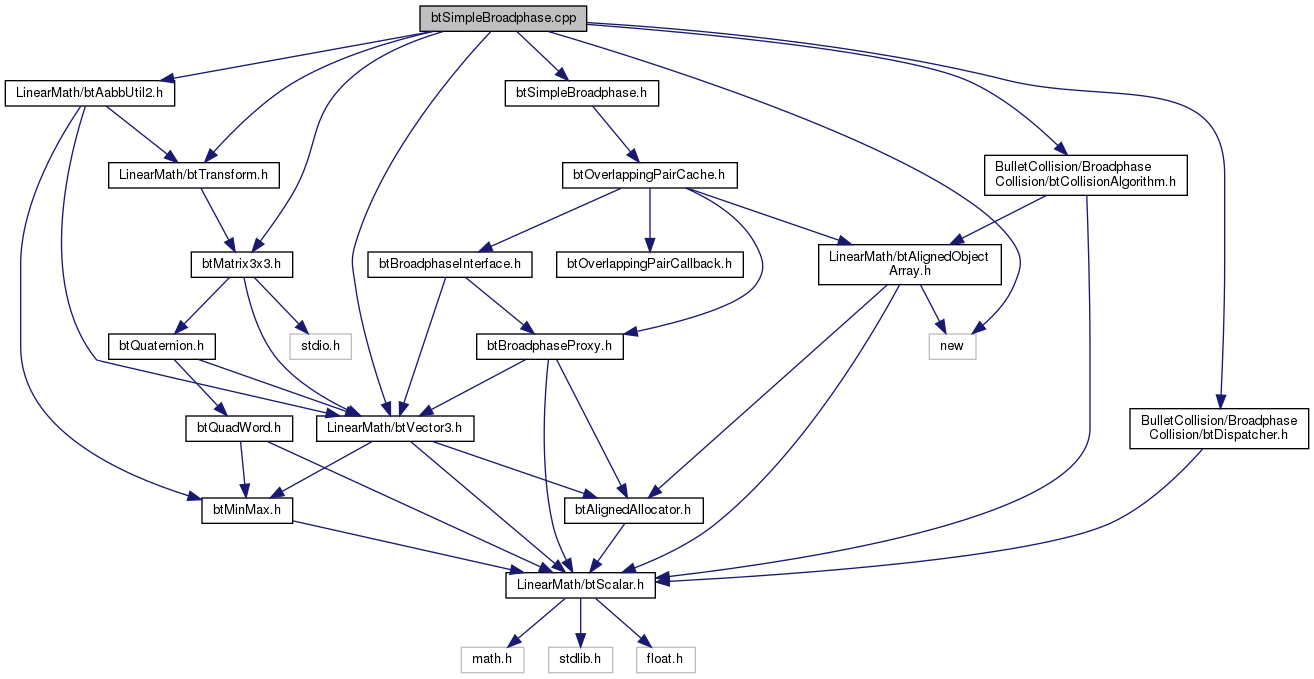 btSimpleBroadphase.cpp
LinearMath/btAabbUtil2.h
btSimpleBroadphase.h
LinearMath/btTransform.h
btOverlappingPairCache.h
BulletCollision/Broadphase
Collision/btCollisionAlgorithm.h
btMatrix3x3.h
btBroadphaseInterface.h
btOverlappingPairCallback.h
LinearMath/btAlignedObject
Array.h
btQuaternion.h
stdio.h
btBroadphaseProxy.h
new
btQuadWord.h
LinearMath/btVector3.h
BulletCollision/Broadphase
Collision/btDispatcher.h
btMinMax.h
btAlignedAllocator.h
LinearMath/btScalar.h
math.h
stdlib.h
float.h